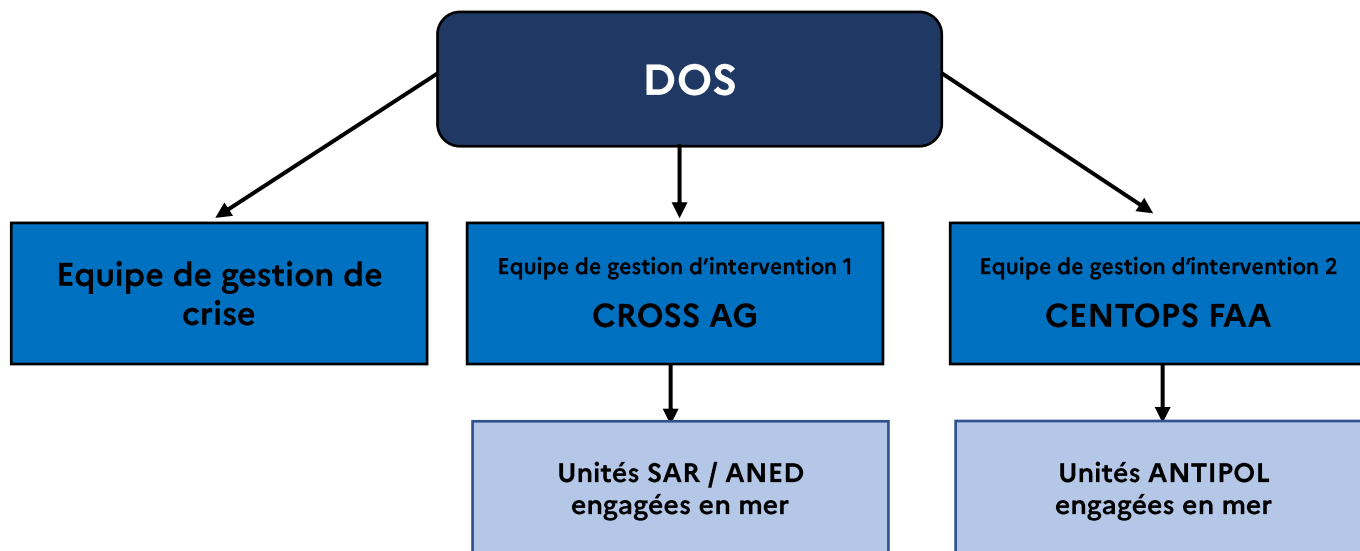 DOS
Equipe de gestion de
crise
Equipe de gestion d'intervention 1
CROSS AG
Equipe de gestion d'intervention 2
CENTOPS FAA
Unités SAR / ANED
engagées en mer
Unités ANTIPOL
engagées en mer